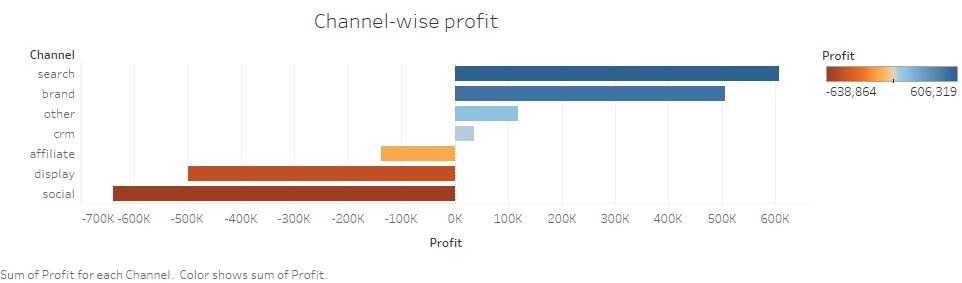 Channel-wise profit
Channel
search
brand
other
crm
affiliate
display
social
-700K -600K -500K -400K -300K -200K -100K 0K 100K 200K 300K 400K 500K 600K
Profit
Profit
-638,864 606,319
Sum of Profit for each Channel. Color shows sum of Profit.